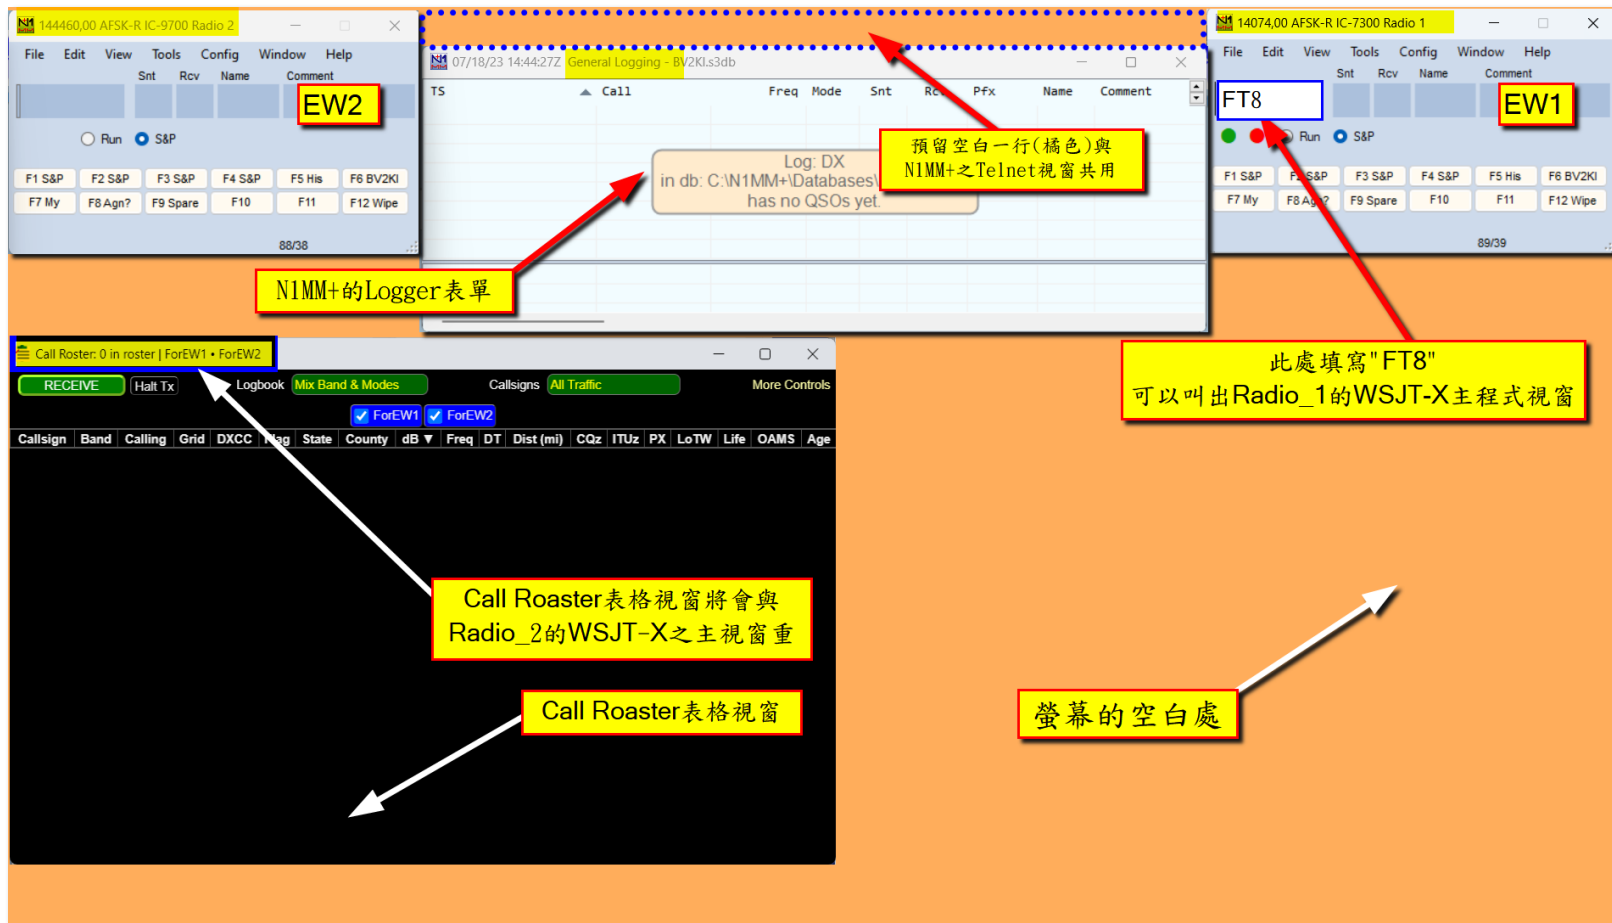 144460,00 AFSK-R IC-9700 Radio 2
File Edit View Tools Config Window Help
Snt Rcv Name Comment
EW2
Run S&P
F1 S&P F2 S&P F3 S&P F4 S&P F5 His F6 BV2KI
F7 My F8 Agn? F9 Spare F10 F11 F12 Wipe
88/38
07/18/23 14:44:27Z General Logging - BV2KI.s3db
TS Call Freq Mode Snt Pfx Name Comment
預留空白一行(橘色)與
N1MM+之Telnet視窗共用
Log: DX
in db: C:\N1MM+\Databases\
has no QSOs yet.
N1MM+的Logger表單
14074,00 AFSK-R IC-7300 Radio 1
File Edit View Tools Config Window Help
Snt Rcv Name Comment
FT8
EW1
Run S&P
F1 S&P F2 S&P F3 S&P F4 S&P F5 His F6 BV2KI
F7 My F8 Agn? F9 Spare F10 F11 F12 Wipe
89/39
此處填寫"FT8"
可以叫出Radio_1的WSJT-X主程式視窗
Call Roster: 0 in roster | ForEW1 • ForEW2
RECEIVE Halt Tx Logbook Mix Band & Modes Callsigns All Traffic More Controls
ForEW1 ForEW2
Callsign Band Calling Grid DXCC Flag State County dB ▼ Freq DT Dist (mi) CQz ITUz PX LoTW Life OAMS Age
Call Roaster表格視窗將會與
Radio_2的WSJT-X之主視窗重
Call Roaster表格視窗
螢幕的空白處